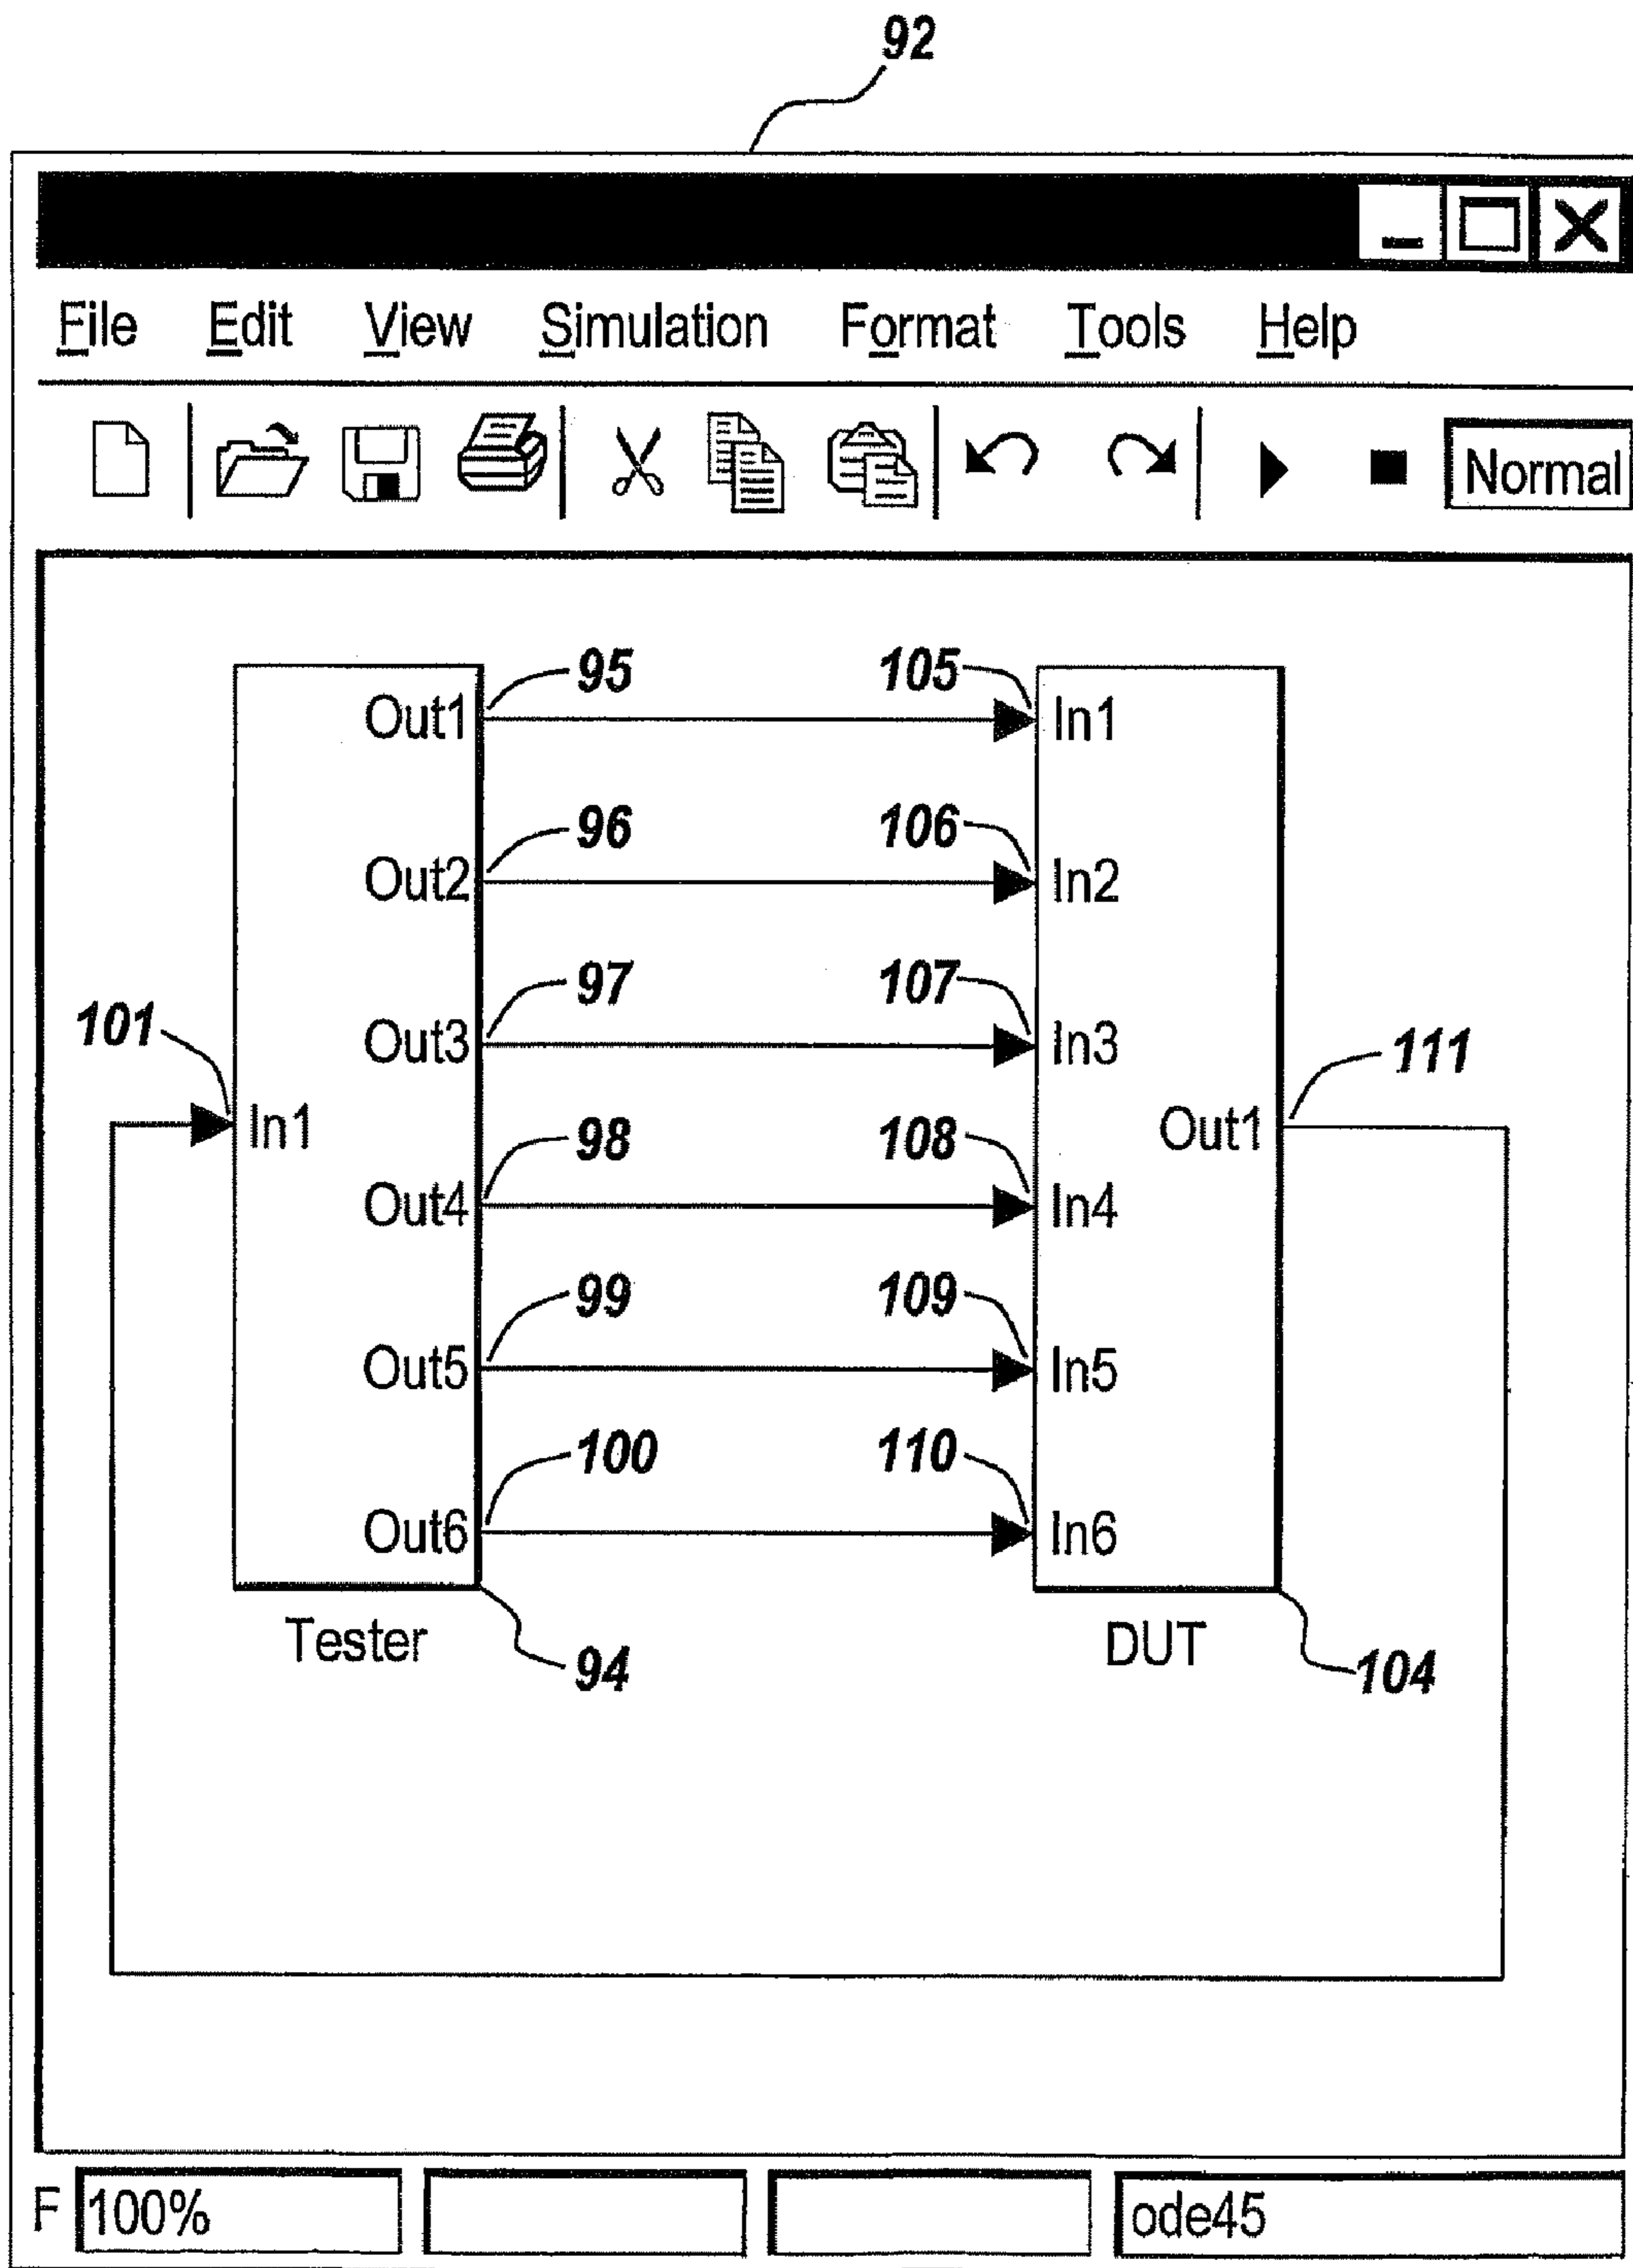 92
File Edit View Simulation Format Tools Help
Normal
95 105
Out1 In1
96 106
Out2 In2
97 107
101 Out3 In3 111
In1 Out1
98 108
Out4 In4
99 109
Out5 In5
100 110
Out6 In6
Tester DUT
94 104
F 100% ode45